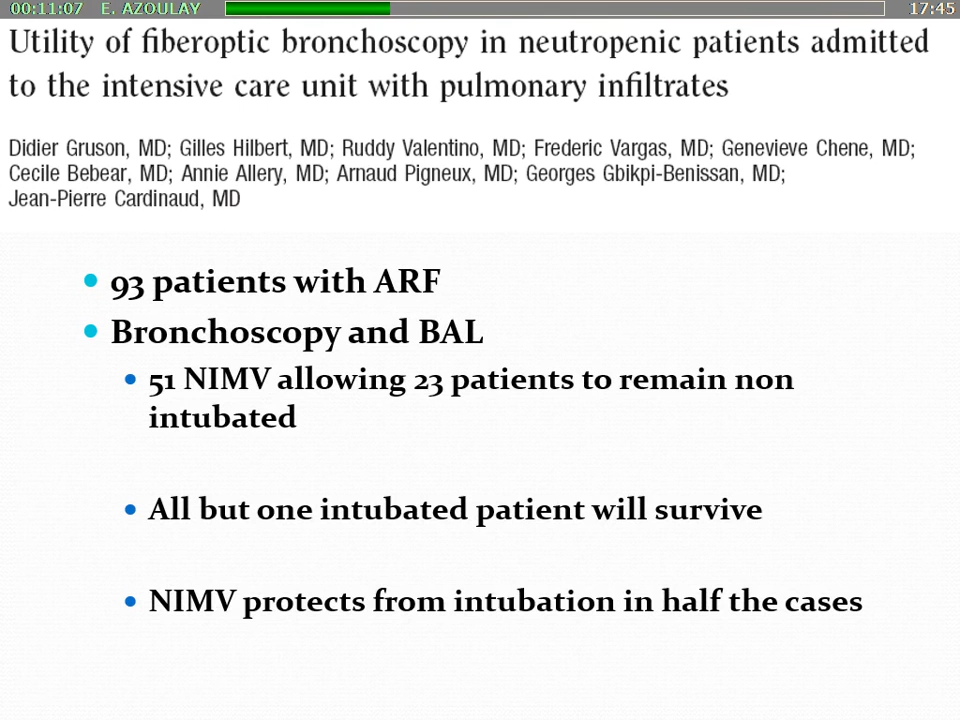 00:11:07 E. AZOULAY 17:45
Utility of fiberoptic bronchoscopy in neutropenic patients admitted
to the intensive care unit with pulmonary infiltrates
Didier Gruson, MD; Gilles Hilbert, MD; Ruddy Valentino, MD; Frederic Vargas, MD; Genevieve Chene, MD;
Cecile Bebear, MD; Annie Allery, MD; Arnaud Pigneux, MD; Georges Gbikpi-Benissan, MD;
Jean-Pierre Cardinaud, MD
93 patients with ARF
Bronchoscopy and BAL
51 NIMV allowing 23 patients to remain non
intubated
All but one intubated patient will survive
NIMV protects from intubation in half the cases